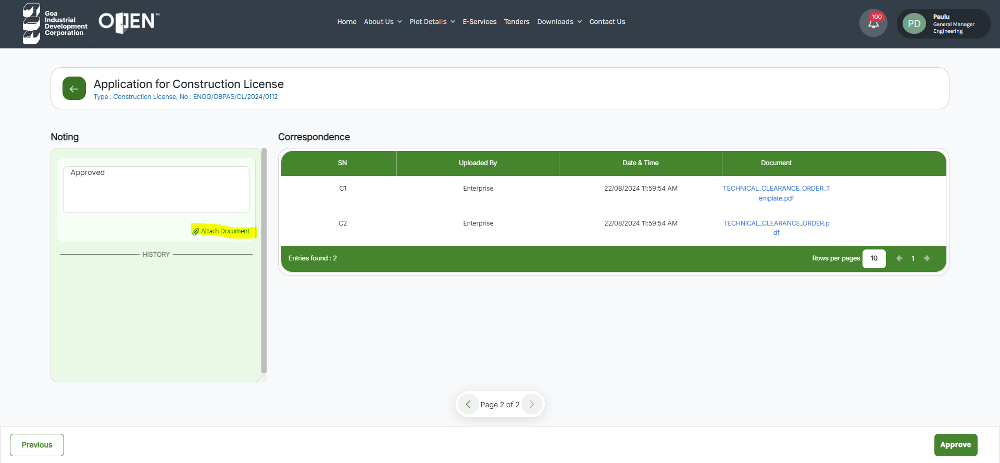 Goa
Industrial
Development
Corporation
OPEN™
Home
About Us
Plot Details
E-Services
Tenders
Downloads
Contact Us
100
PD
Paulu
General Manager
Engineering
Application for Construction License
Type : Construction License, No : ENGG/OBPAS/CL/2024/0112
Noting
Approved
Attach Document
HISTORY
Correspondence
SN
Uploaded By
Date & Time
Document
C1
Enterprise
22/08/2024 11:59:54 AM
TECHNICAL_CLEARANCE_ORDER_T
emplate.pdf
C2
Enterprise
22/08/2024 11:59:54 AM
TECHNICAL_CLEARANCE_ORDER.p
df
Entries found : 2
Rows per pages
10
1
Page 2 of 2
Previous
Approve